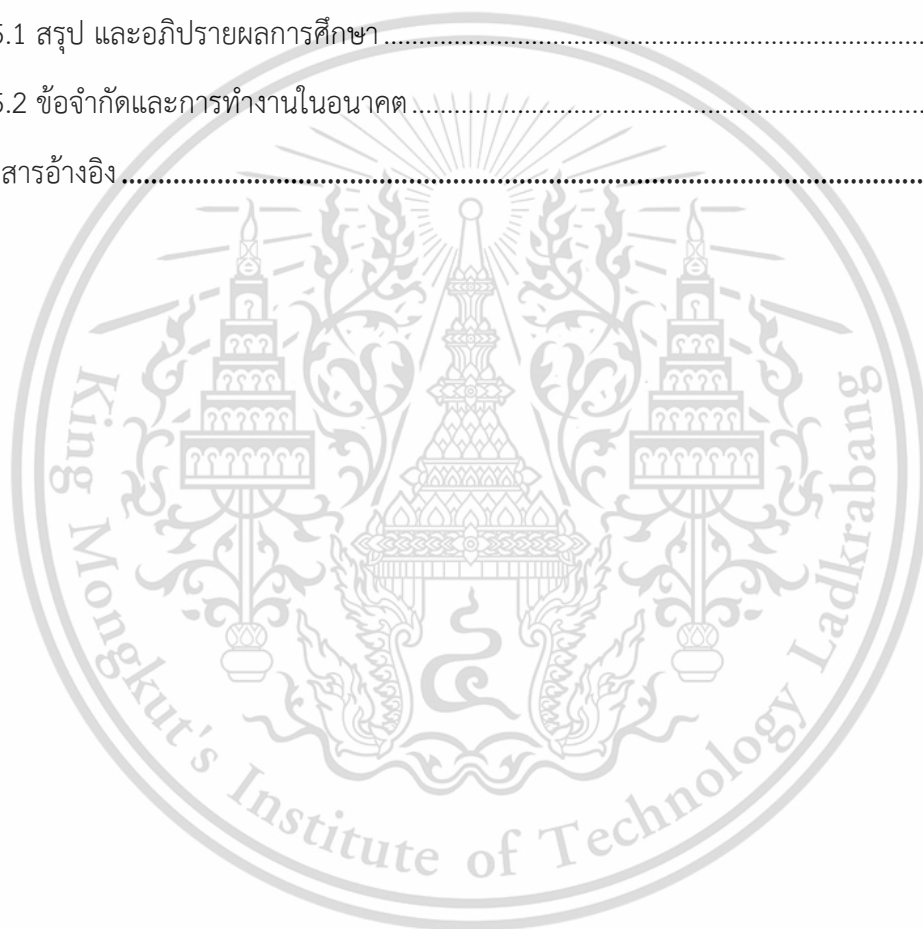 5.1 สรุป และอภิปรายผลการศึกษา
5.2 ข้อจำกัดและการทำงานในอนาคต
สารอ้างอิง
King Mongkut's Institute of Technology Ladkrabang